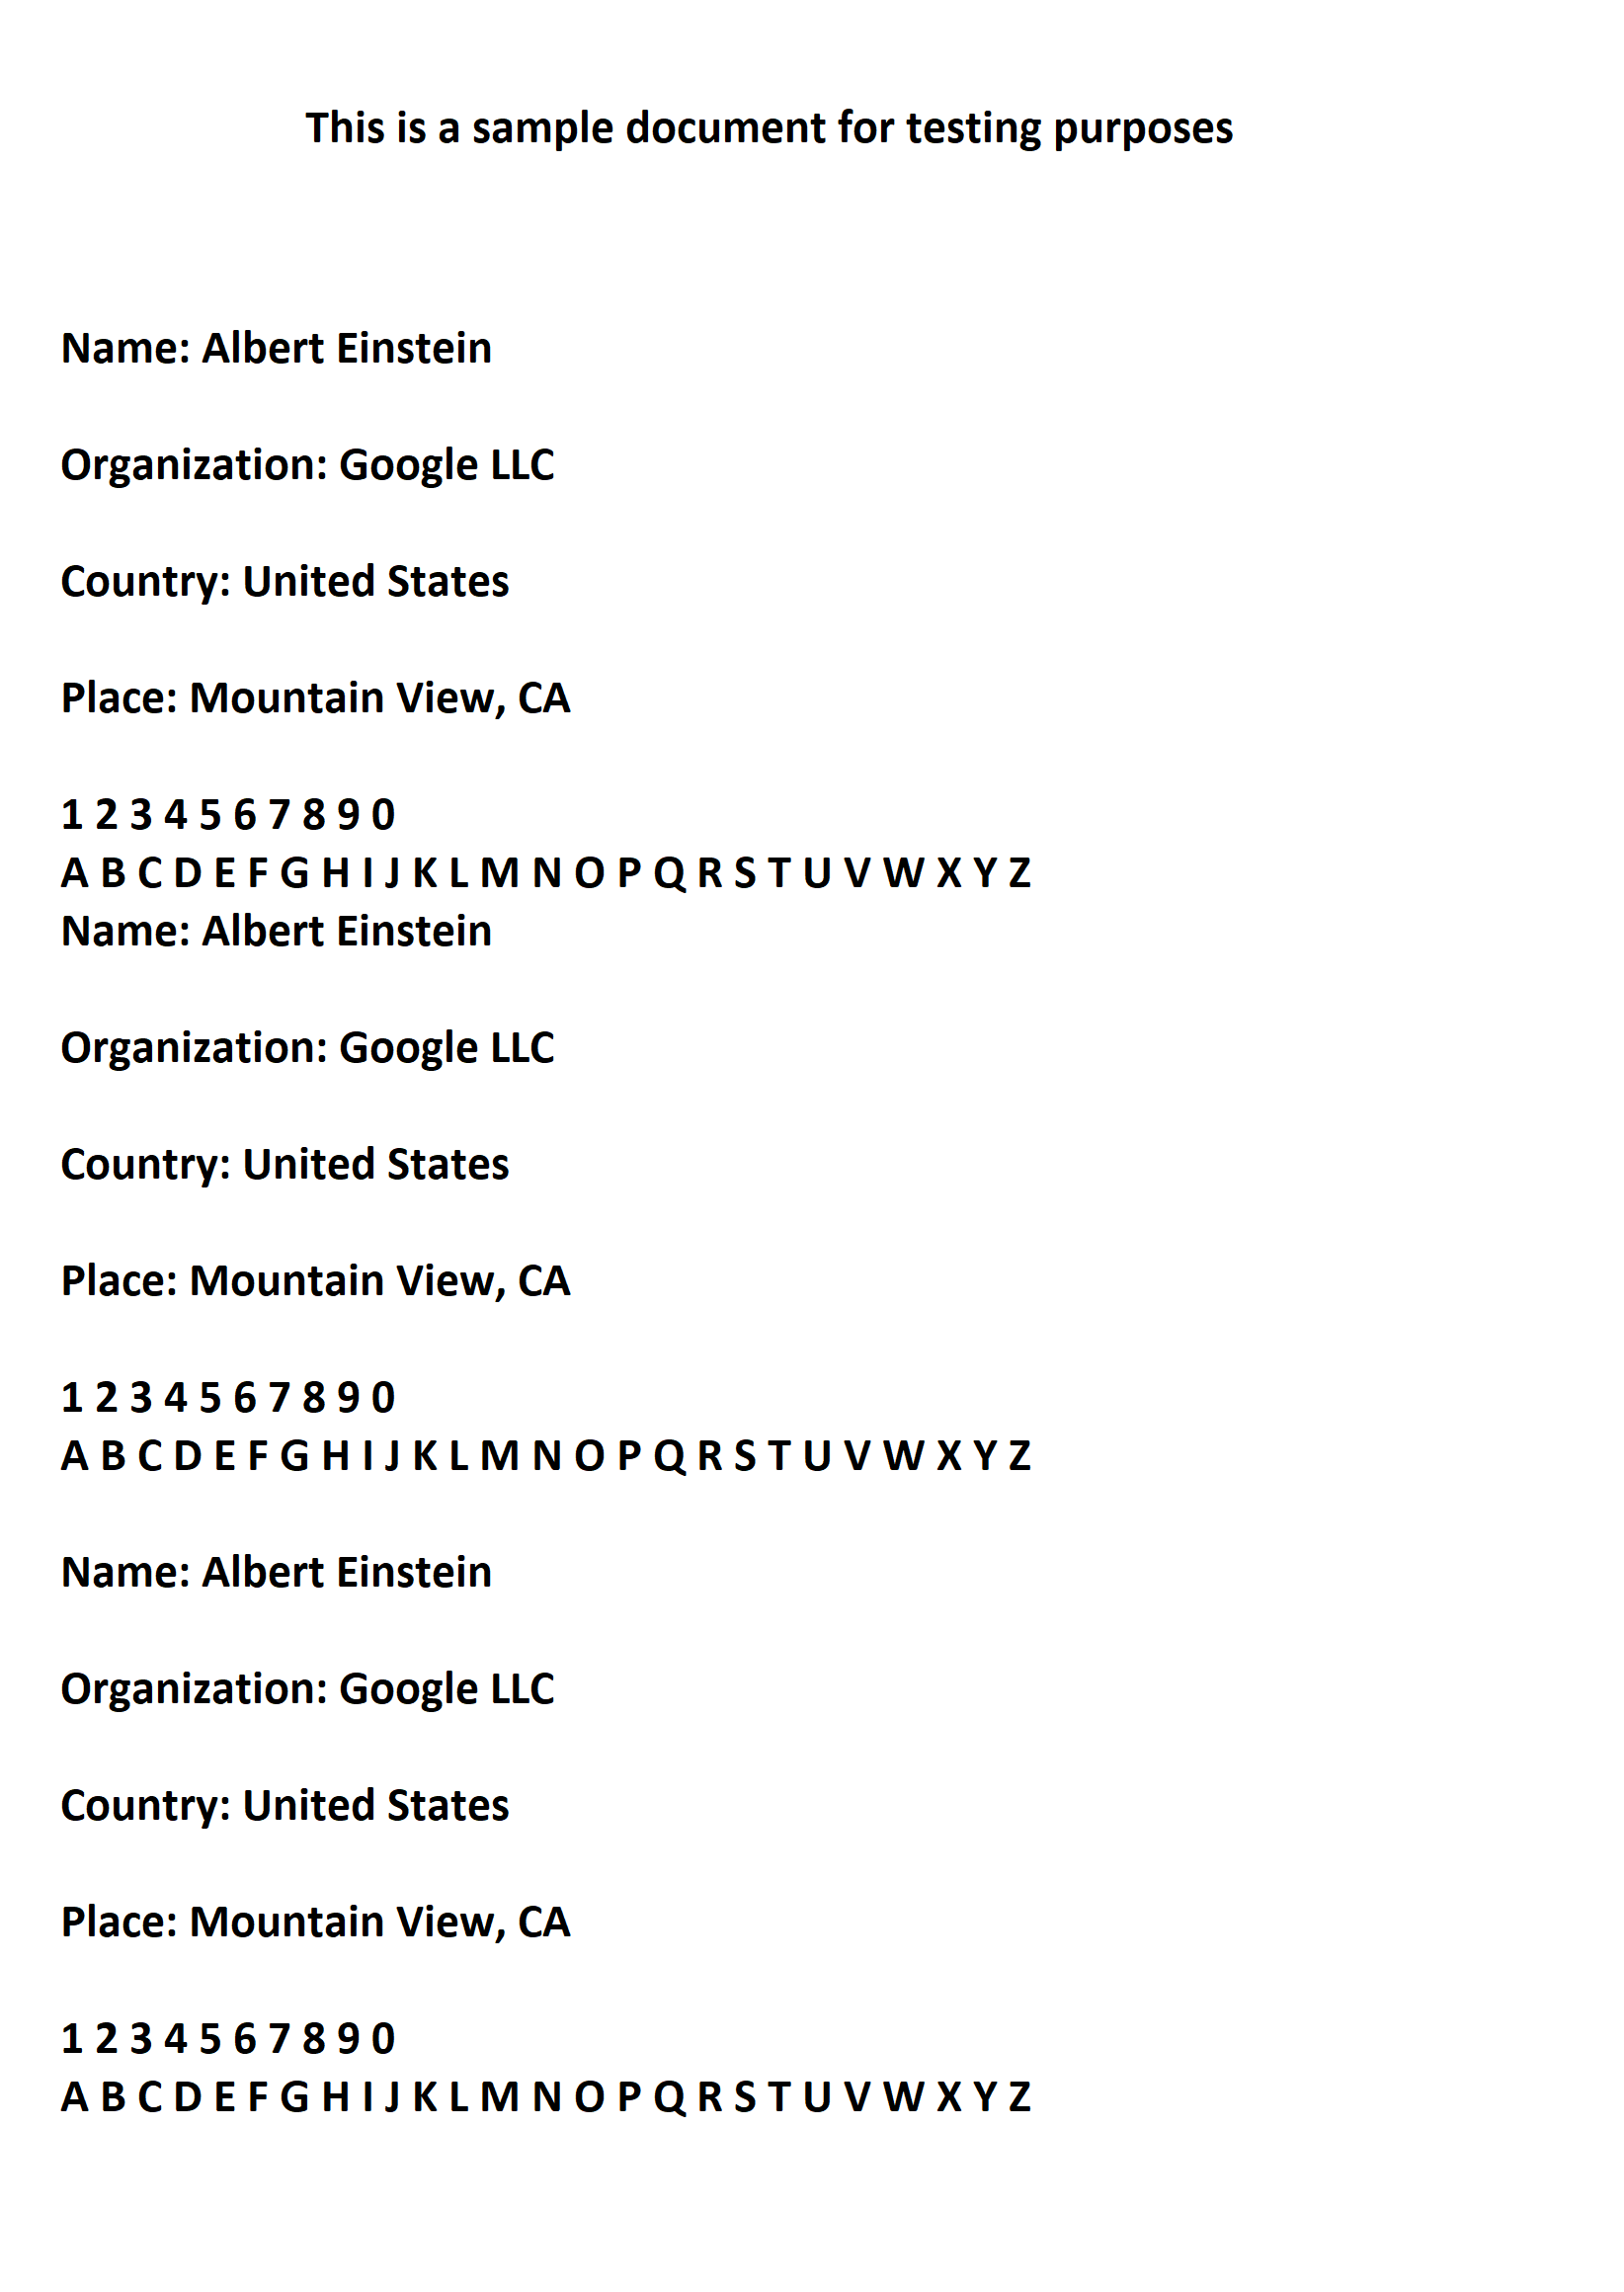 This is a sample document for testing purposes
Name: Albert Einstein
Organization: Google LLC
Country: United States
Place: Mountain View, CA
1 2 3 4 5 6 7 8 9 0
A B C D E F G H I J K L M N O P Q R S T U V W X Y Z
Name: Albert Einstein
Organization: Google LLC
Country: United States
Place: Mountain View, CA
1 2 3 4 5 6 7 8 9 0
A B C D E F G H I J K L M N O P Q R S T U V W X Y Z
Name: Albert Einstein
Organization: Google LLC
Country: United States
Place: Mountain View, CA
1 2 3 4 5 6 7 8 9 0
A B C D E F G H I J K L M N O P Q R S T U V W X Y Z